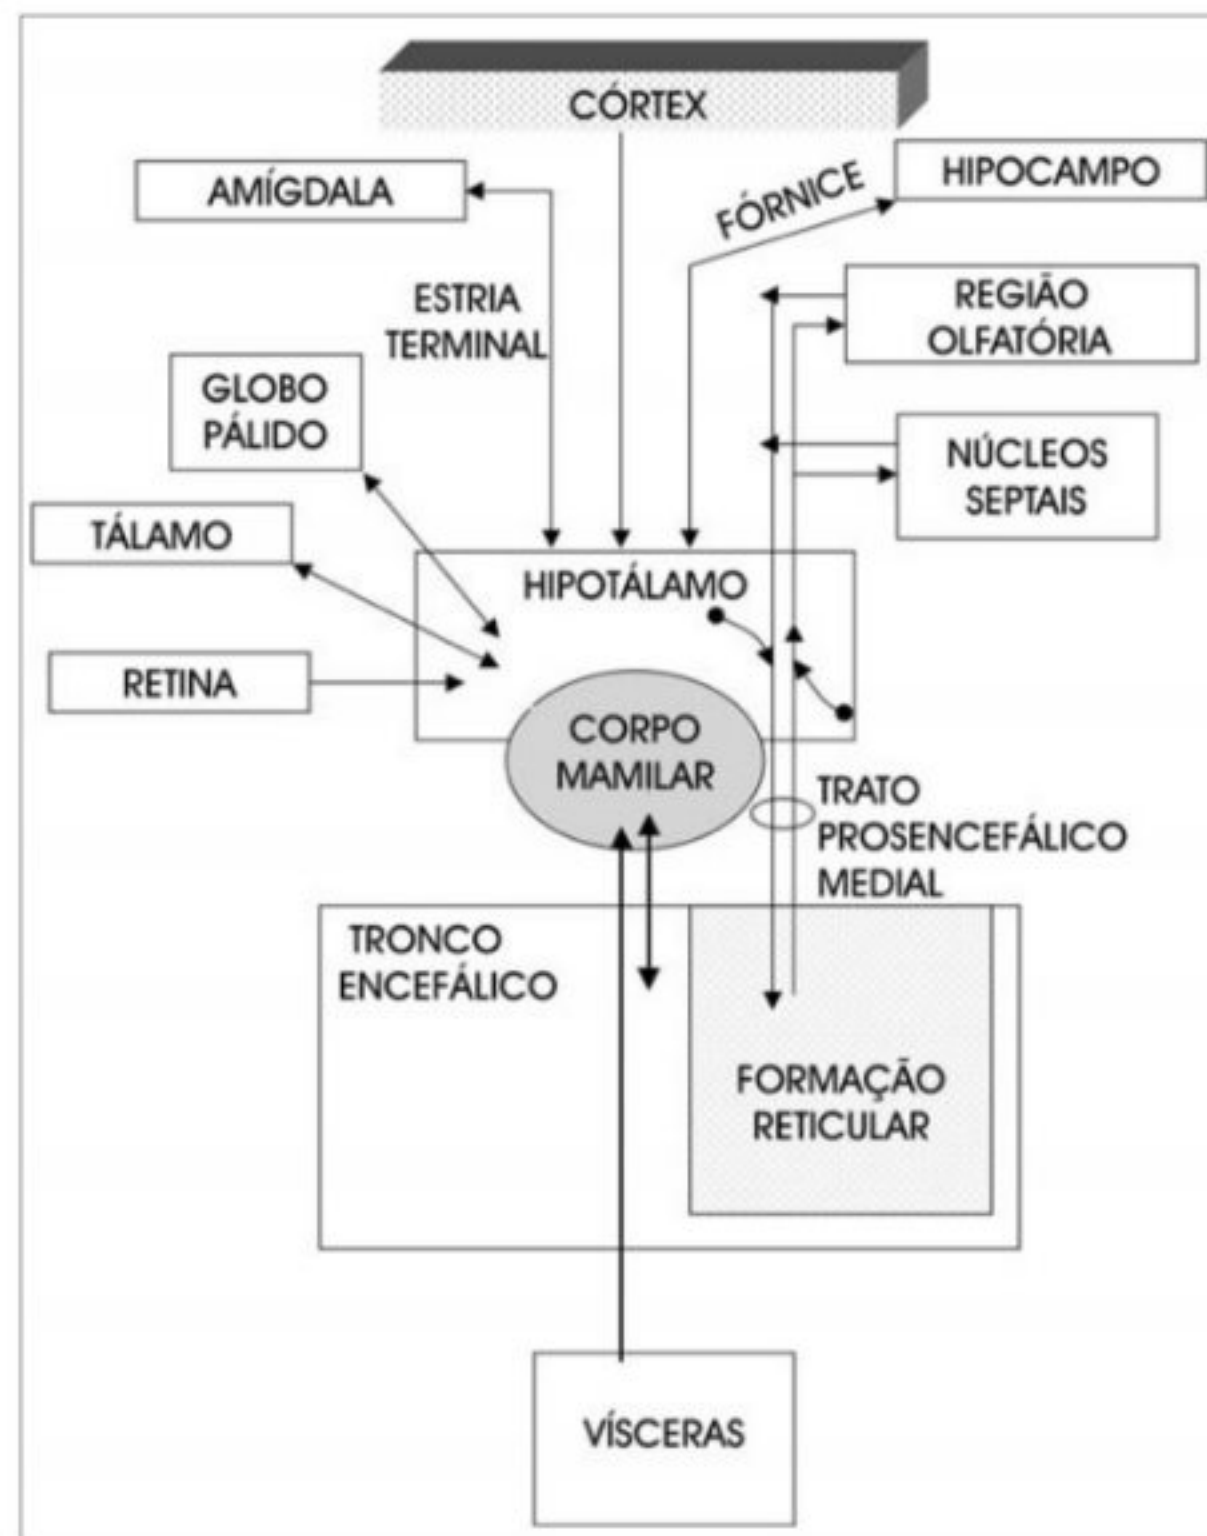 CÓRTEX
AMÍGDALA
HIPOCAMPO
FÓRNICE
ESTRIA
TERMINAL
REGIÃO
OLFATÓRIA
GLOBO
PÁLIDO
NÚCLEOS
SEPTAIS
TÁLAMO
HIPOTÁLAMO
RETINA
CORPO
MAMILAR
TRATO
PROSENCEFÁLICO
MEDIAL
TRONCO
ENCEFÁLICO
FORMAÇÃO
RETICULAR
VÍSCERAS